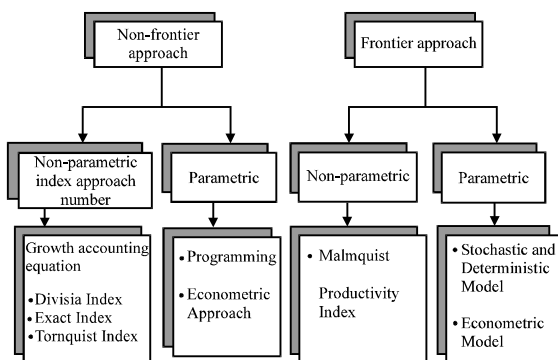 Non-frontier
approach
Frontier approach
Non-parametric
index approach
number
Parametric
Non-parametric
Parametric
Growth accounting
equation
• Divisia Index
• Exact Index
• Tornquist Index
• Programming
• Econometric
Approach
• Malmquist
Productivity
Index
• Stochastic and
Deterministic
Model
• Econometric
Model